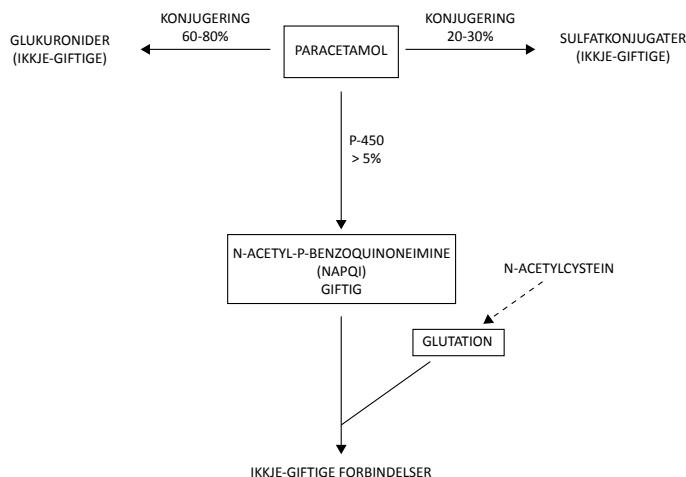 KONJUGERING
60-80%
KONJUGERING
20-30%
GLUKURONIDER
(IKKJE-GIFTIGE)
PARACETAMOL
SULFATKONJUGATER
(IKKJE-GIFTIGE)
P-450
> 5%
N-ACETYL-P-BENZOQUINONEIMINE
(NAPQI)
GIFTIG
N-ACETYLCYSTEIN
GLUTATION
IKKJE-GIFTIGE FORBINDELSER